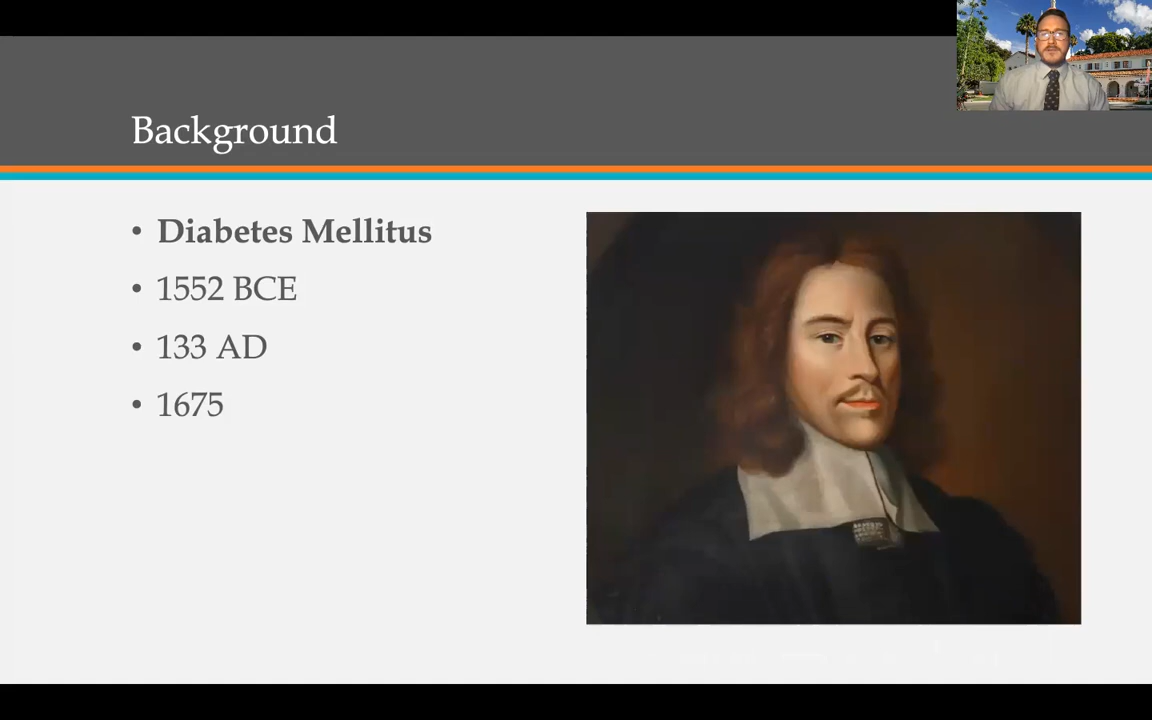 Background
• Diabetes Mellitus
• 1552 BCE
• 133 AD
• 1675